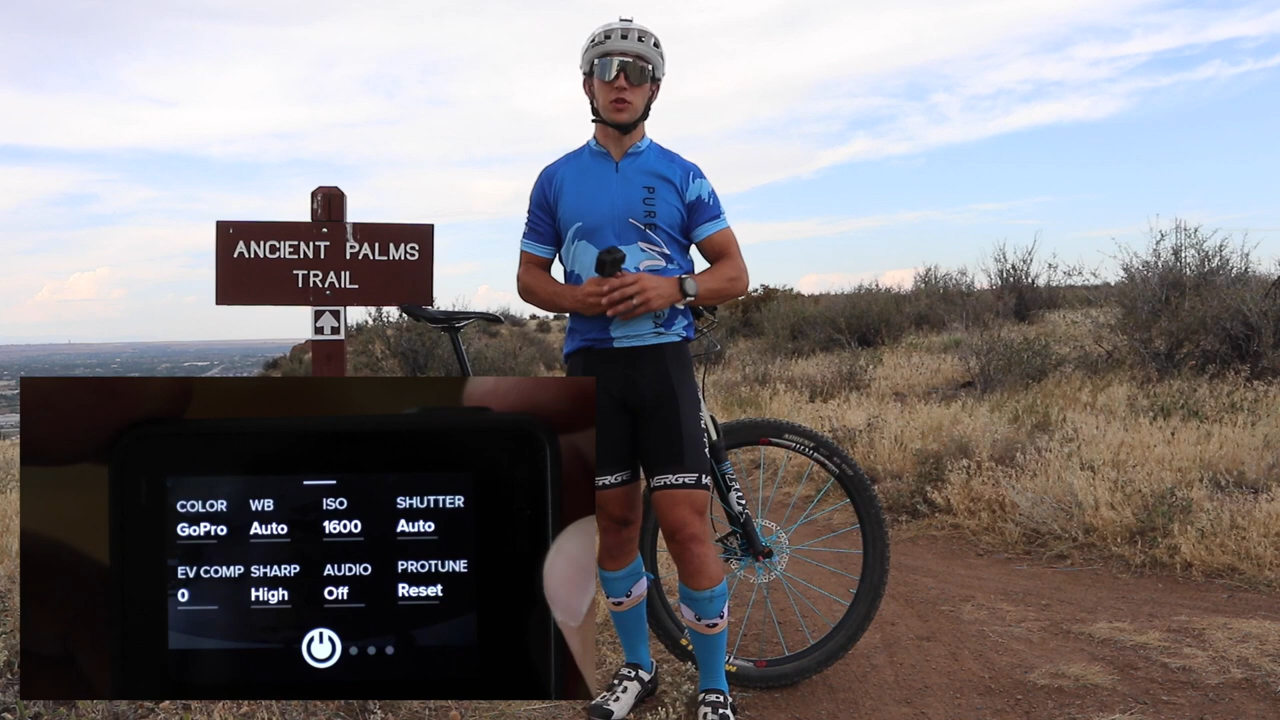 ANCIENT PALMS
TRAIL
PURE
VERGE
VERGE
COLOR WB ISO SHUTTER
GoPro Auto 1600 Auto
EV COMP SHARP AUDIO PROTUNE
0 High Off Reset